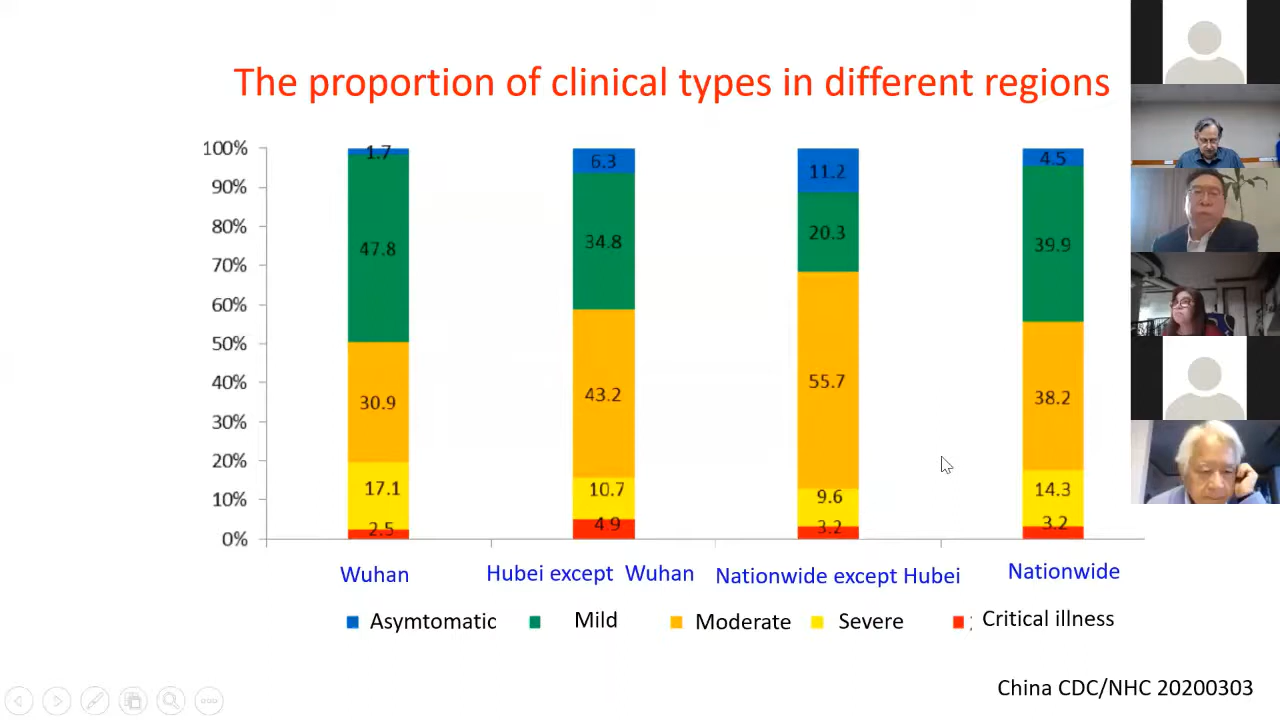 The proportion of clinical types in different regions
100%
90%
80%
70%
60%
50%
40%
30%
20%
10%
0%
1.7
47.8
30.9
17.1
2.5
6.3
34.8
43.2
10.7
4.9
11.2
20.3
55.7
9.6
3.2
4.5
39.9
38.2
14.3
3.2
Wuhan
Hubei except Wuhan
Nationwide except Hubei
Nationwide
Asymtomatic
Mild
Moderate
Severe
Critical illness
China CDC/NHC 20200303